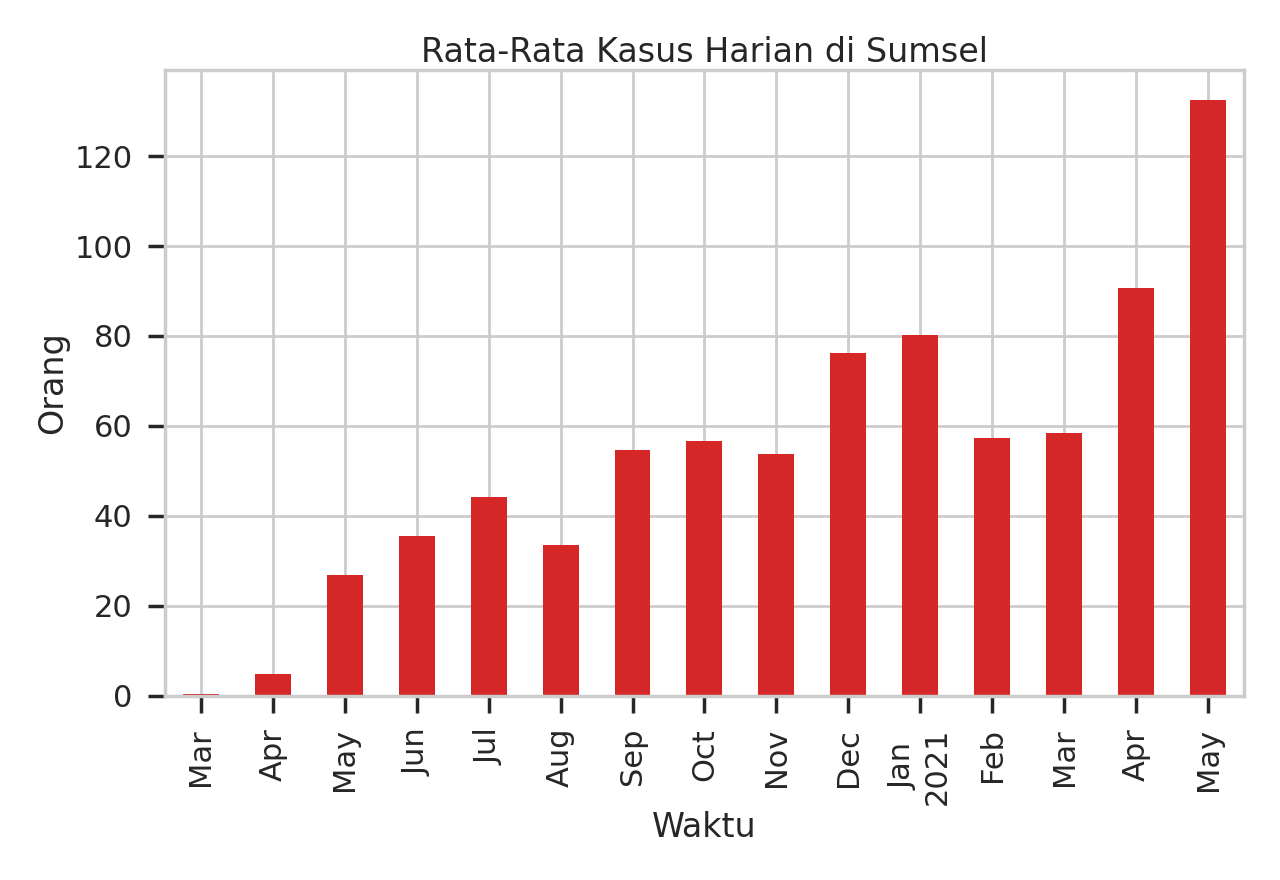 Rata-Rata Kasus Harian di Sumsel
120
100
80
60
40
20
0
Orang
Mar
Apr
May
Jun
Jul
Aug
Sep
Oct
Nov
Dec
Jan
2021
Feb
Mar
Apr
May
Waktu